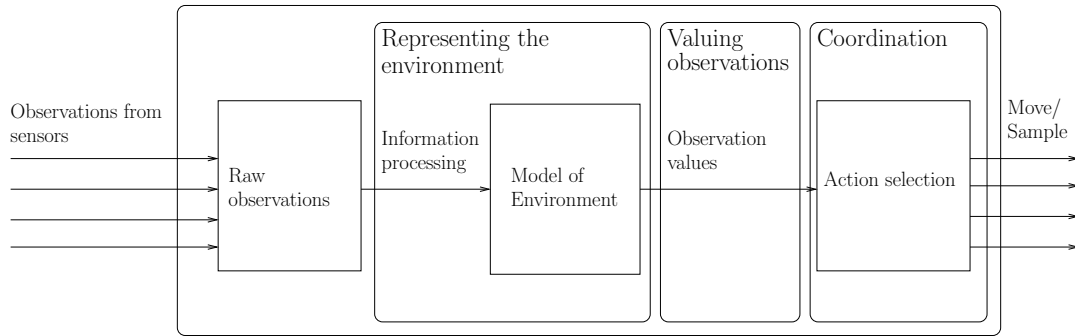 Representing the
environment
Valuing
observations
Coordination
Observations from
sensors
Raw
observations
Information
processing
Model of
Environment
Observation
values
Action selection
Move/
Sample